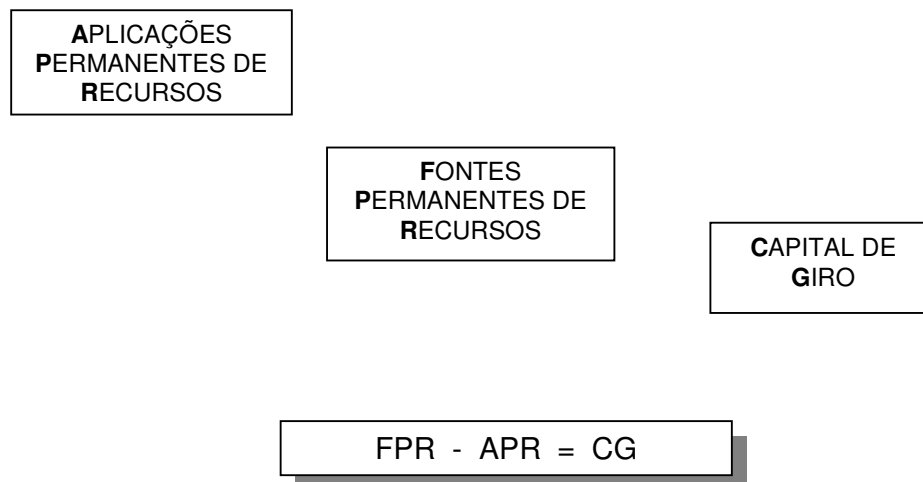 APLICAÇÕES
PERMANENTES DE
RECURSOS
FONTES
PERMANENTES DE
RECURSOS
CAPITAL DE
GIRO
FPR - APR = CG